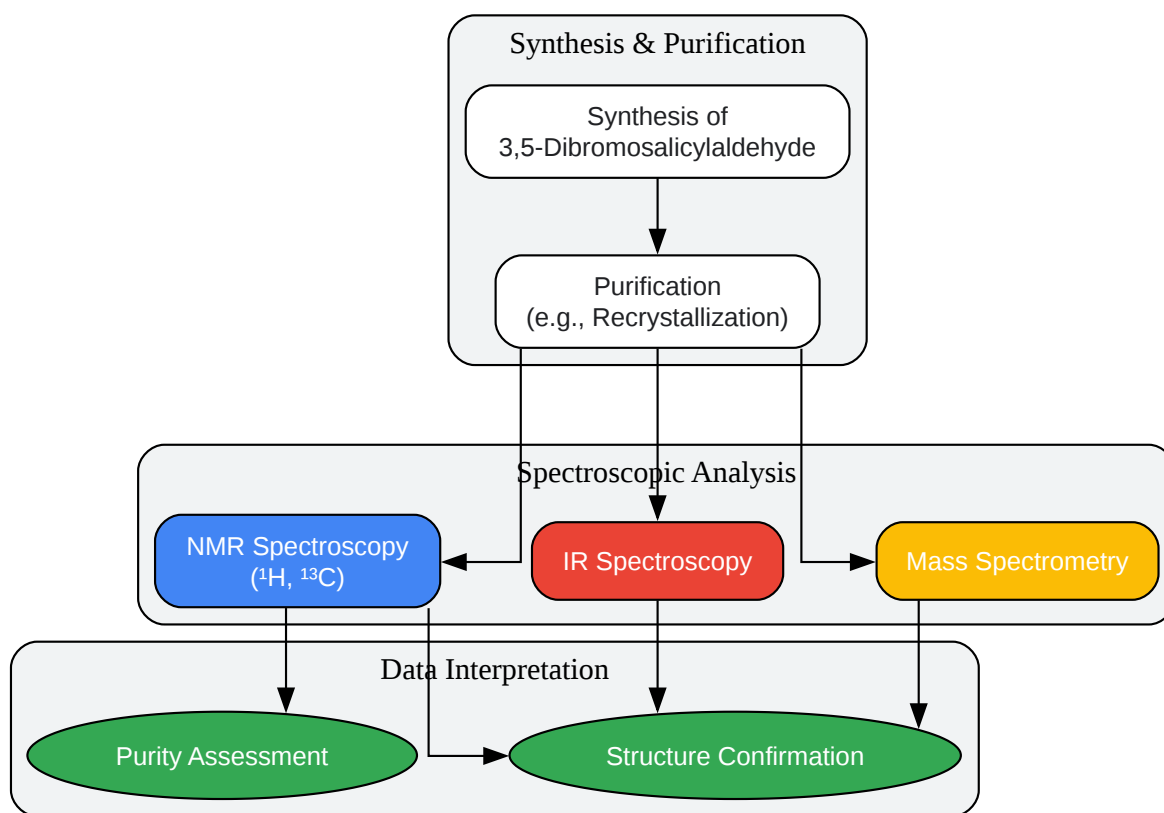 Synthesis & Purification
Synthesis of
3,5-Dibromosalicylaldehyde
Purification
(e.g., Recrystallization)
Spectroscopic Analysis
NMR Spectroscopy
(¹H, ¹³C)
IR Spectroscopy
Mass Spectrometry
Data Interpretation
Purity Assessment
Structure Confirmation